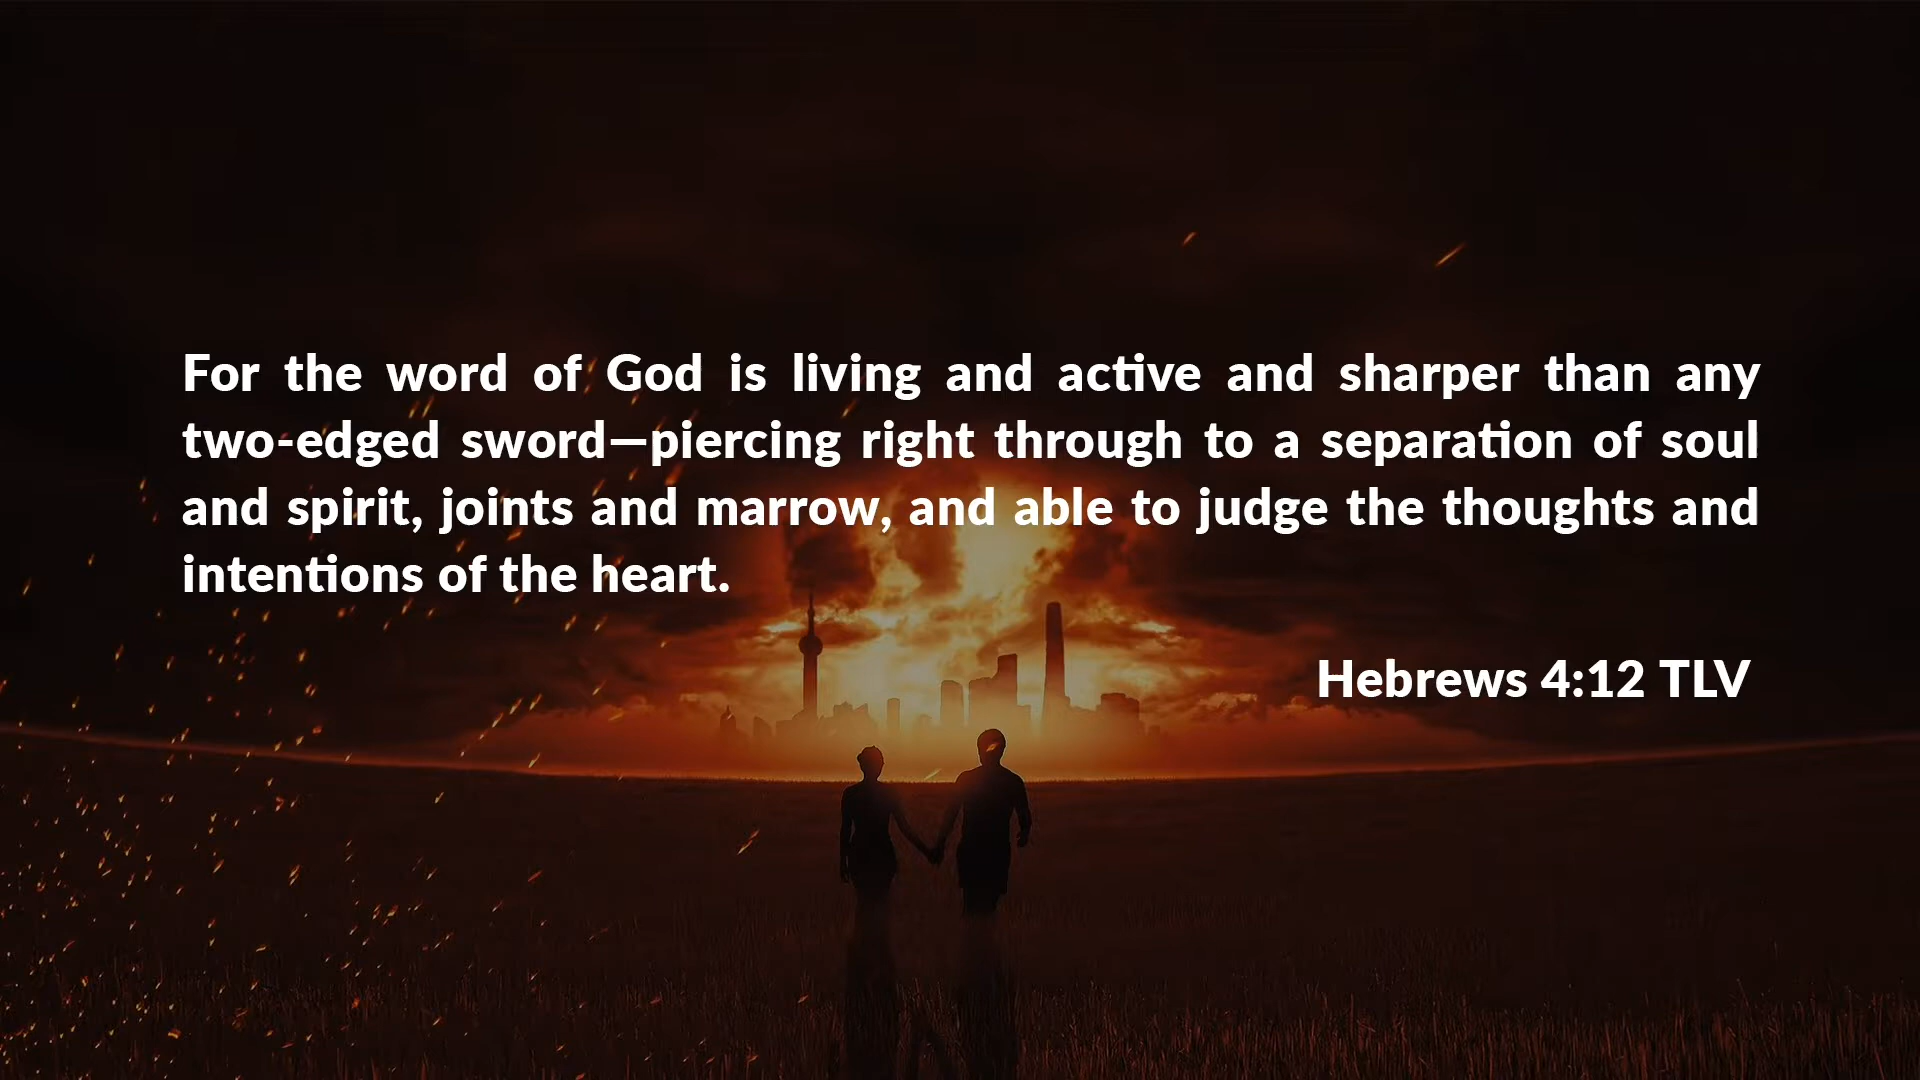 For the word of God is living and active and sharper than any
two-edged sword—piercing right through to a separation of soul
and spirit, joints and marrow, and able to judge the thoughts and
intentions of the heart.
Hebrews 4:12 TLV